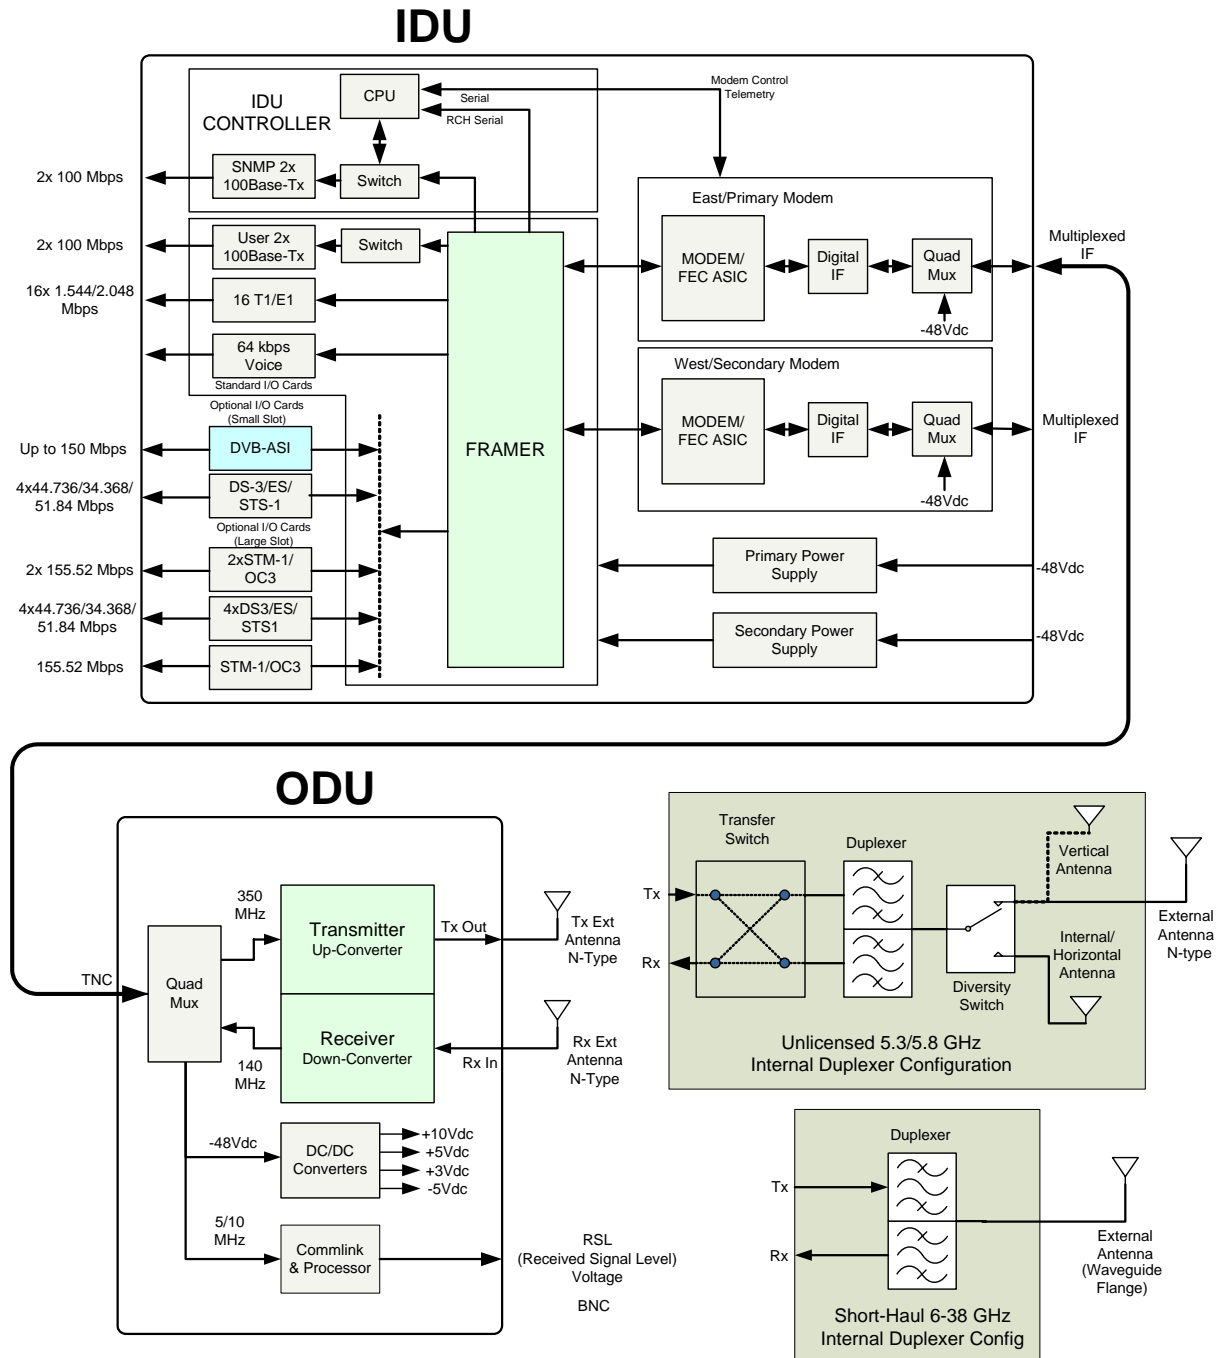 IDU
IDU
CONTROLLER
CPU
Serial
RCH Serial
Modem Control
Telemetry
2x 100 Mbps
SNMP 2x
100Base-Tx
Switch
2x 100 Mbps
User 2x
100Base-Tx
Switch
16x 1.544/2.048
Mbps
16 T1/E1
64 kbps
Voice
Standard I/O Cards
Optional I/O Cards
(Small Slot)
Up to 150 Mbps
DVB-ASI
4x44.736/34.368/
51.84 Mbps
DS-3/ES/
STS-1
Optional I/O Cards
(Large Slot)
2x 155.52 Mbps
2xSTM-1/
OC3
4x44.736/34.368/
51.84 Mbps
4xDS3/ES/
STS1
155.52 Mbps
STM-1/OC3
FRAMER
East/Primary Modem
MODEM/
FEC ASIC
Digital
IF
Quad
Mux
-48Vdc
Multiplexed
IF
West/Secondary Modem
MODEM/
FEC ASIC
Digital
IF
Quad
Mux
-48Vdc
Multiplexed
IF
Primary Power
Supply
-48Vdc
Secondary Power
Supply
-48Vdc
ODU
TNC
Quad
Mux
350
MHz
Transmitter
Up-Converter
Tx Out
Tx Ext
Antenna
N-Type
140
MHz
Receiver
Down-Converter
Rx In
Rx Ext
Antenna
N-Type
-48Vdc
DC/DC
Converters
+10Vdc
+5Vdc
+3Vdc
-5Vdc
5/10
MHz
Commlink
& Processor
RSL
(Received Signal Level)
Voltage
BNC
Transfer
Switch
Tx
Rx
Duplexer
Diversity
Switch
Vertical
Antenna
Internal/
Horizontal
Antenna
External
Antenna
N-type
Unlicensed 5.3/5.8 GHz
Internal Duplexer Configuration
Duplexer
Tx
Rx
External
Antenna
(Waveguide
Flange)
Short-Haul 6-38 GHz
Internal Duplexer Config